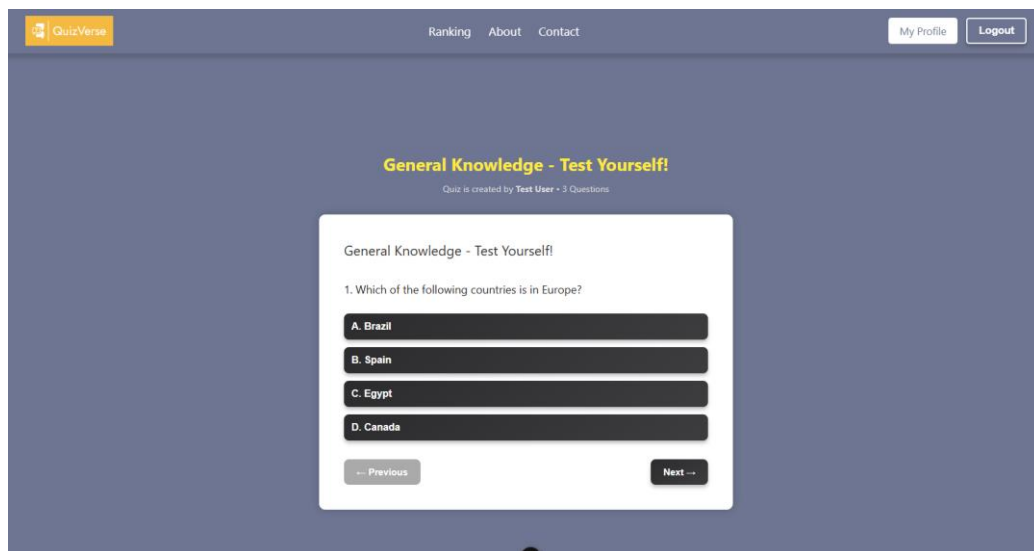 QuizVerse
Ranking About Contact
My Profile Logout
General Knowledge - Test Yourself!
Quiz is created by Test User • 3 Questions
General Knowledge - Test Yourself!
1. Which of the following countries is in Europe?
A. Brazil
B. Spain
C. Egypt
D. Canada
← Previous Next →